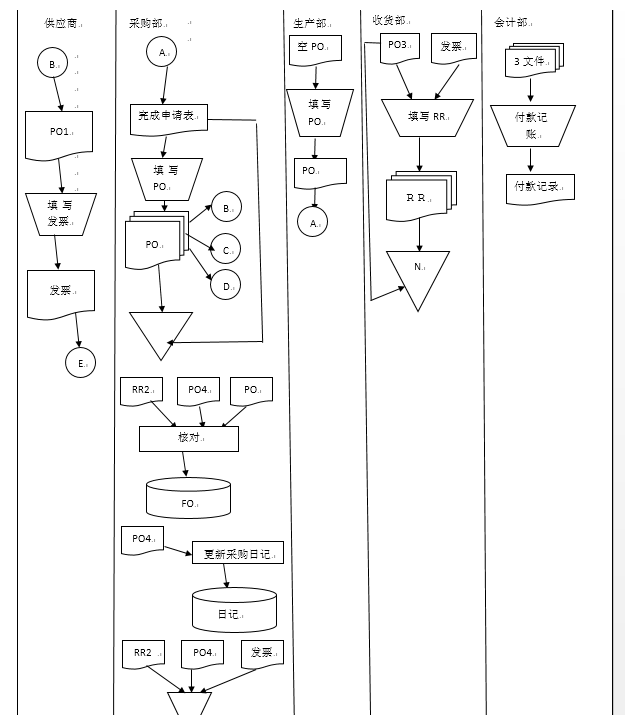 供应商
采购部
生产部
收货部
会计部
B
PO1
填 写
发票
发票
E
A
完成申请表
填 写
PO
PO
B
C
D
RR2
PO4
PO
核对
FO
PO4
更新采购日记
日记
RR2
PO4
发票
空 PO
填 写
PO
PO
A
PO3
发票
填写 RR
R R
N
3 文件
付款记
账
付款记录